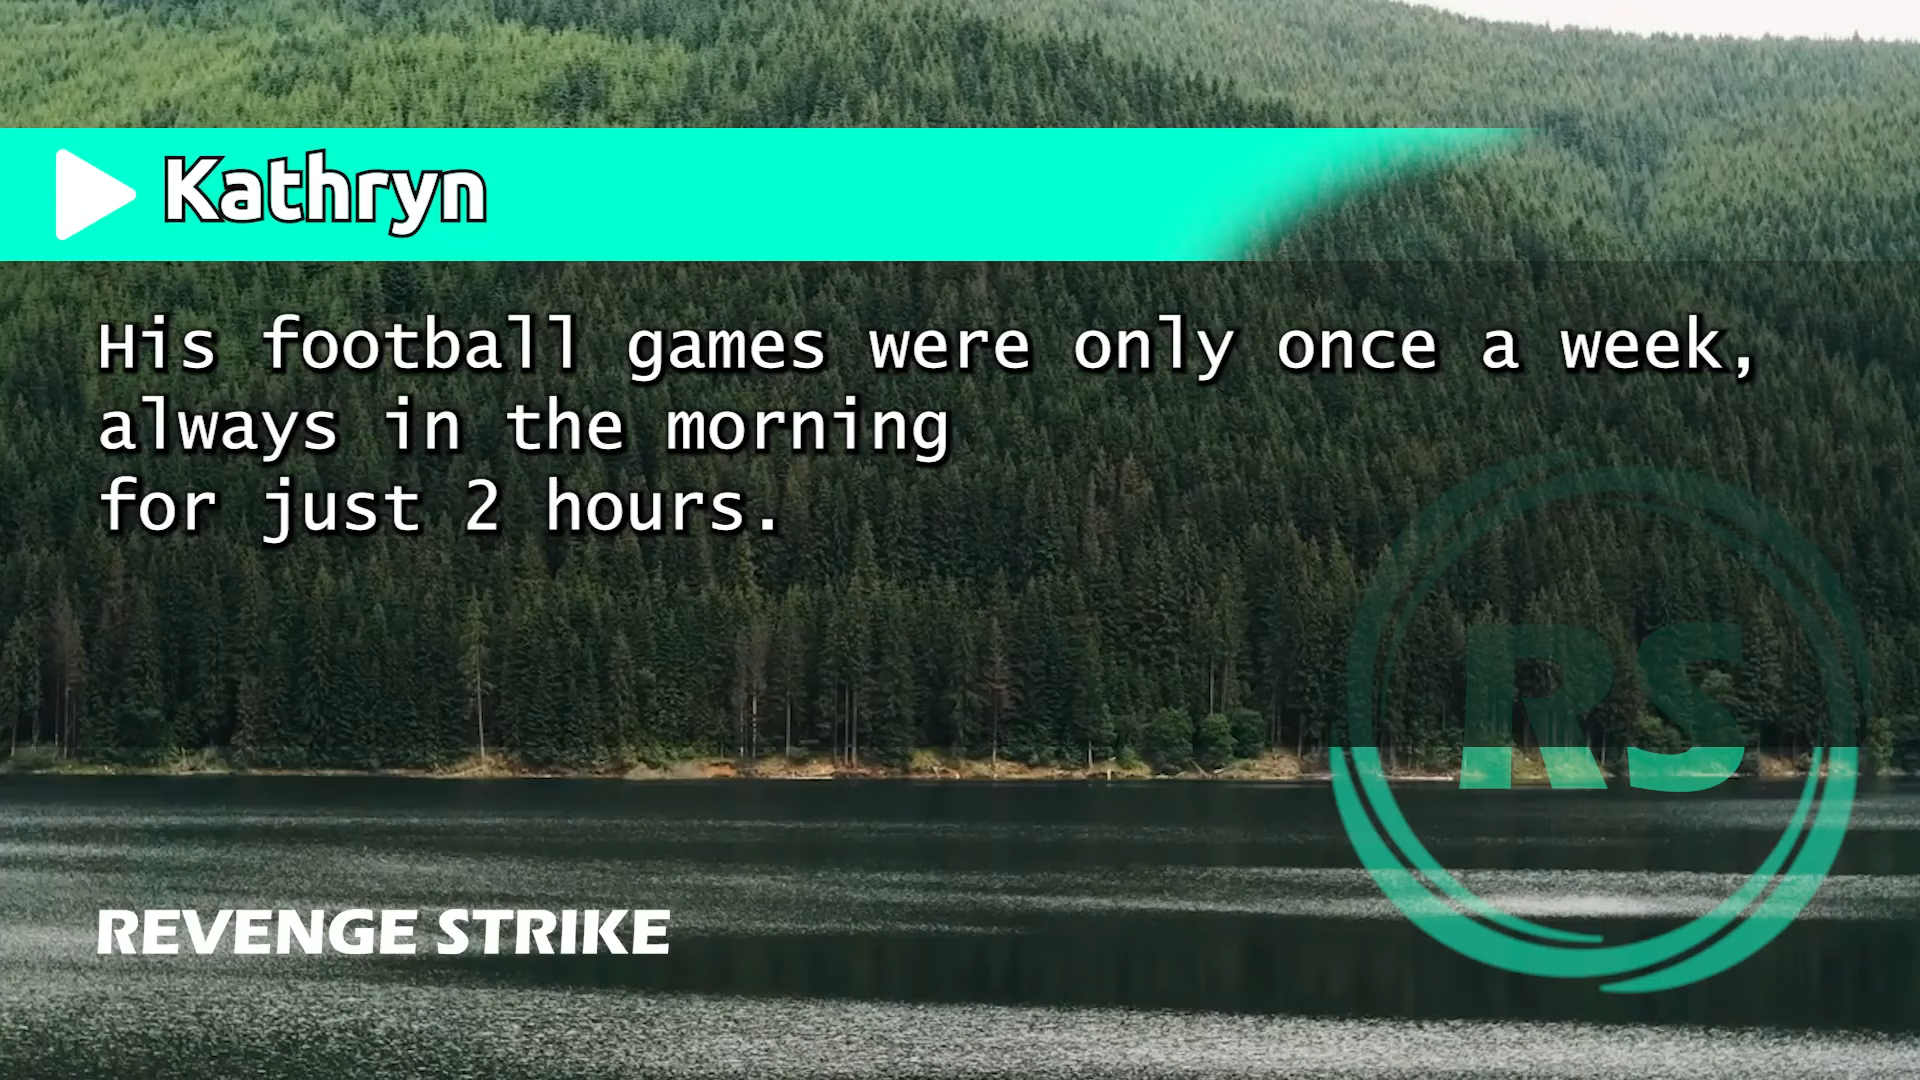 Kathryn
His football games were only once a week,
always in the morning
for just 2 hours.
RS
REVENGE STRIKE